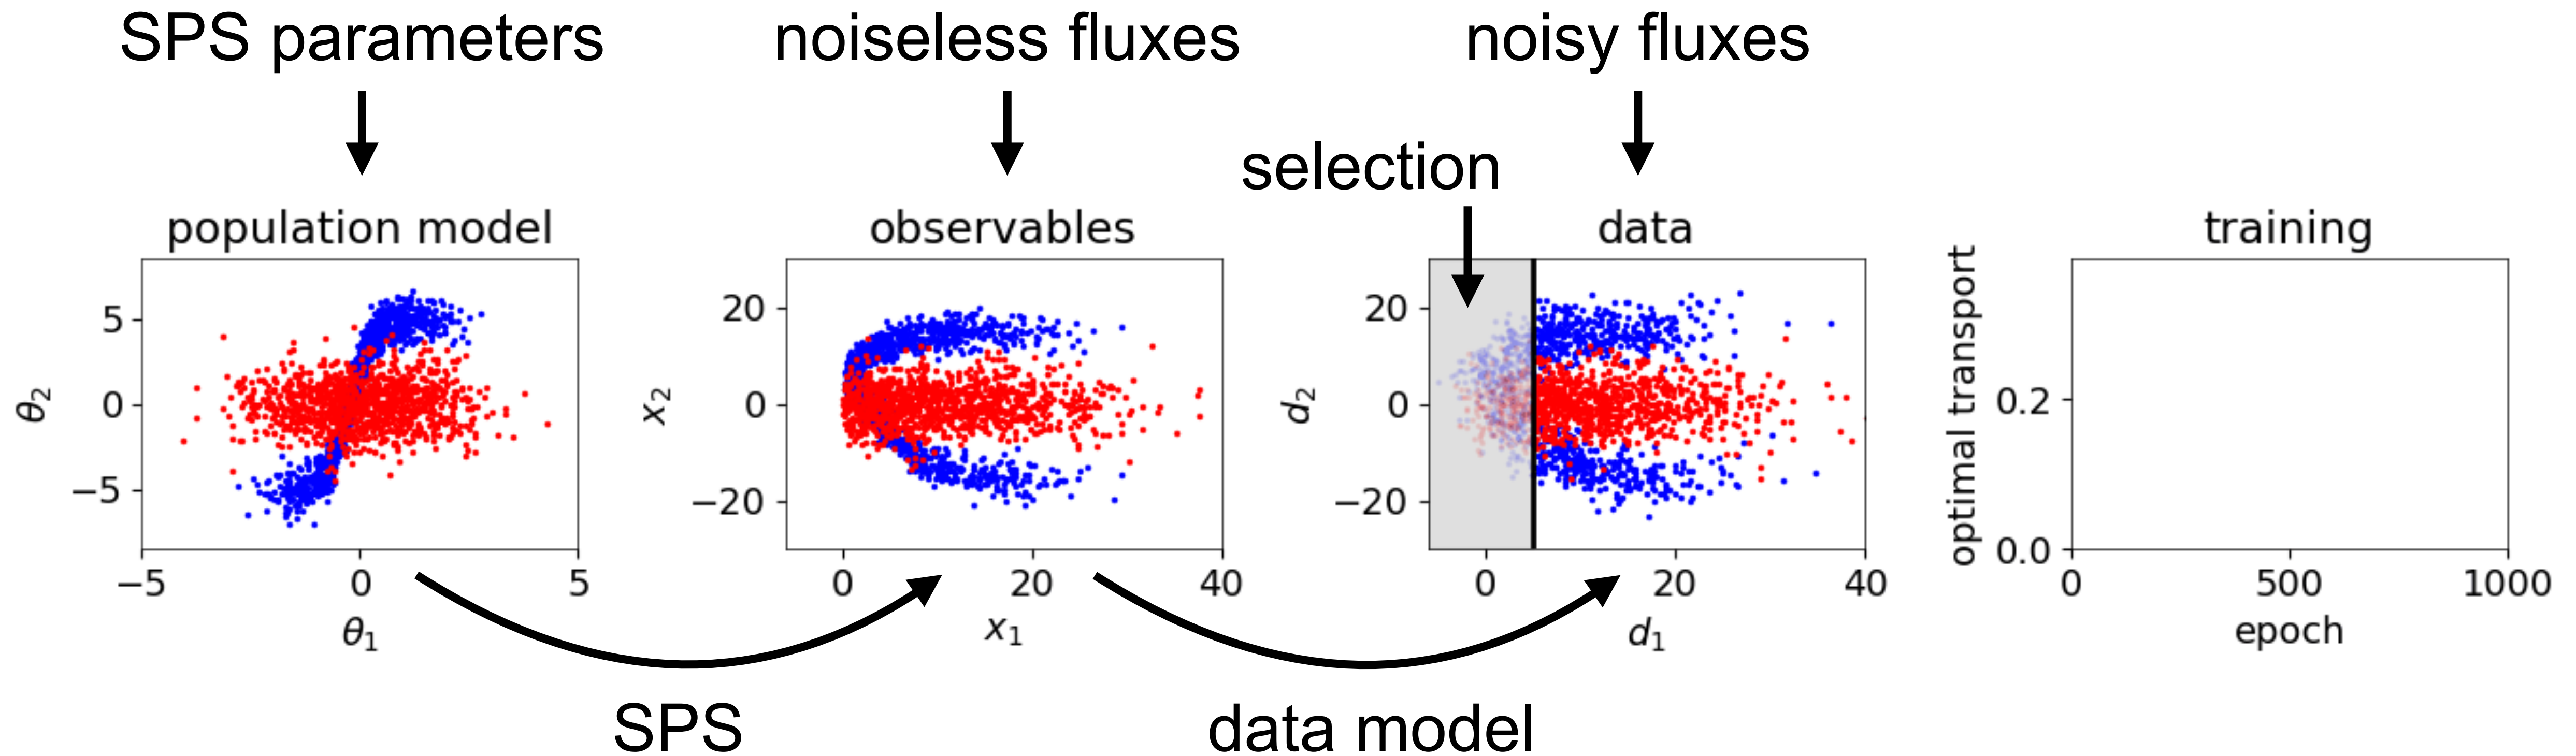 SPS parameters
noiseless fluxes
noisy fluxes
selection
population model
observables
data
training
θ₂
5
0
−5
−5
0
5
θ₁
x₂
20
0
−20
0
20
40
x₁
d₂
20
0
−20
0
20
40
d₁
optimal transport
0.2
0.0
0
500
1000
epoch
SPS
data model